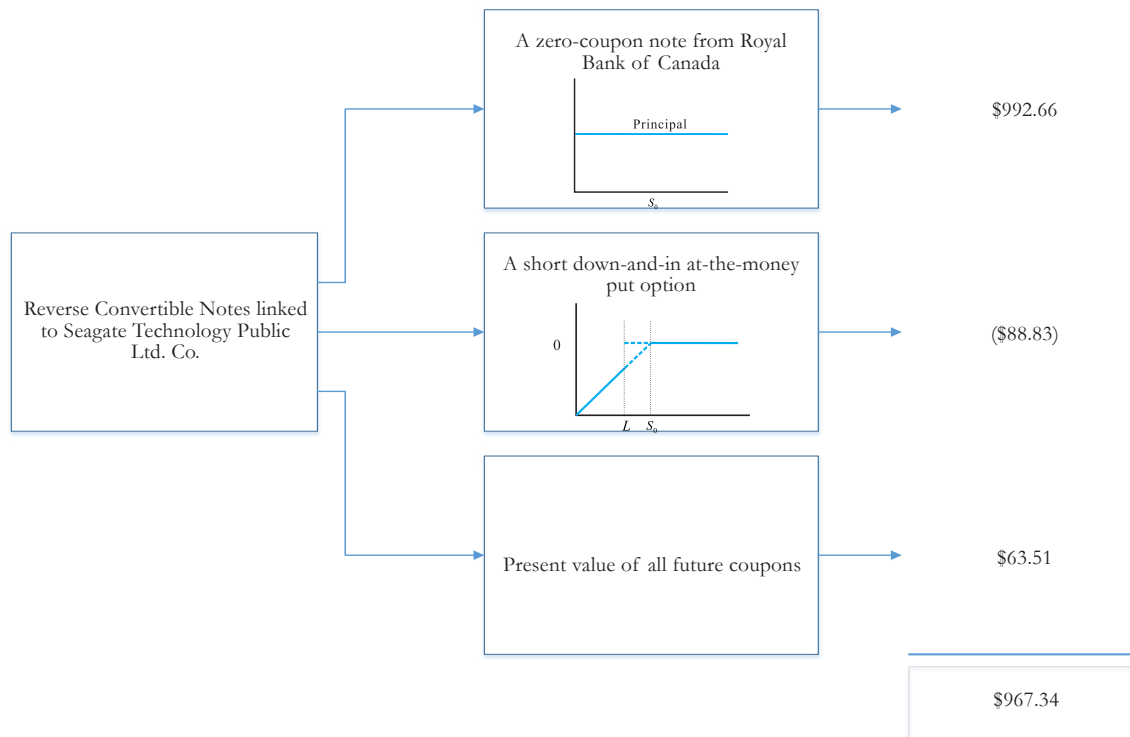 A zero-coupon note from Royal
Bank of Canada
Principal
S₀
$992.66
Reverse Convertible Notes linked
to Seagate Technology Public
Ltd. Co.
A short down-and-in at-the-money
put option
0
L S₀
($88.83)
Present value of all future coupons
$63.51
$967.34